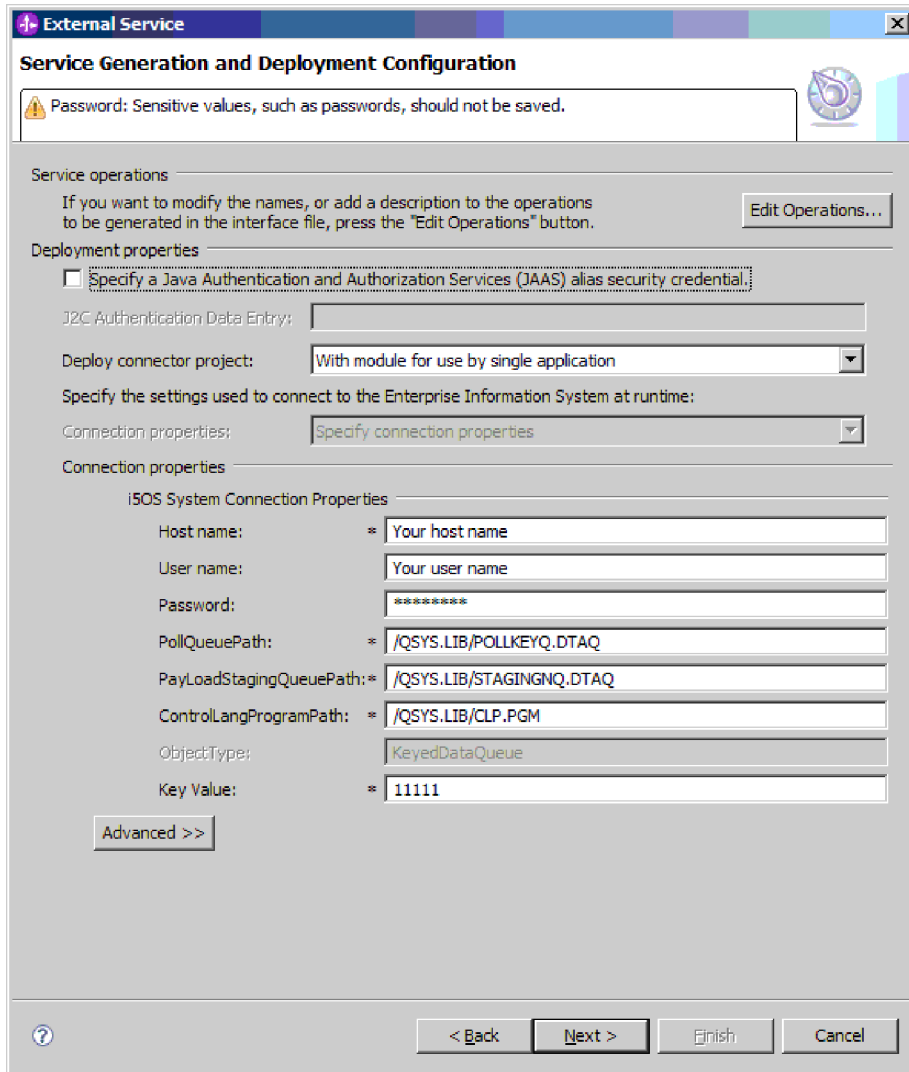 External Service
Service Generation and Deployment Configuration
Password: Sensitive values, such as passwords, should not be saved.
Service operations
If you want to modify the names, or add a description to the operations
to be generated in the interface file, press the "Edit Operations" button.
Edit Operations...
Deployment properties
Specify a Java Authentication and Authorization Services (JAAS) alias security credential.
J2C Authentication Data Entry:
Deploy connector project: With module for use by single application
Specify the settings used to connect to the Enterprise Information System at runtime:
Connection properties: Specify connection properties
Connection properties
i5OS System Connection Properties
Host name: * Your host name
User name: Your user name
Password: ********
PollQueuePath: * /QSYS.LIB/POLLKEYQ.DTAQ
PayLoadStagingQueuePath:* /QSYS.LIB/STAGINGNQ.DTAQ
ControlLangProgramPath: * /QSYS.LIB/CLP.PGM
ObjectType: KeyedDataQueue
Key Value: * 11111
Advanced >>
? < Back Next > Finish Cancel